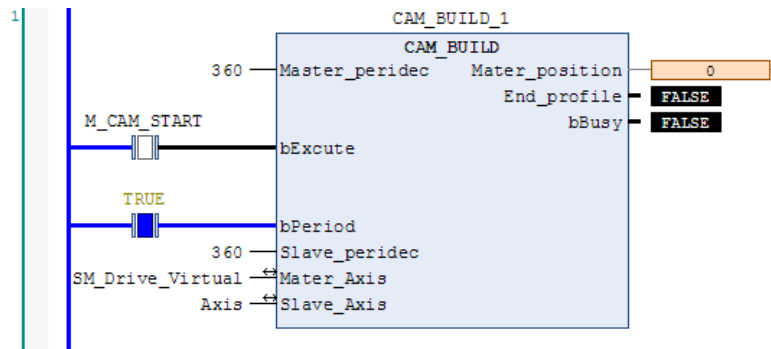 1
CAM_BUILD_1
CAM_BUILD
360 Master_peridec Mater_position 0
End_profile FALSE
M_CAM_START bBusy FALSE
bExcute
TRUE
bPeriod
360 Slave_peridec
SM_Drive_Virtual Mater_Axis
Axis Slave_Axis